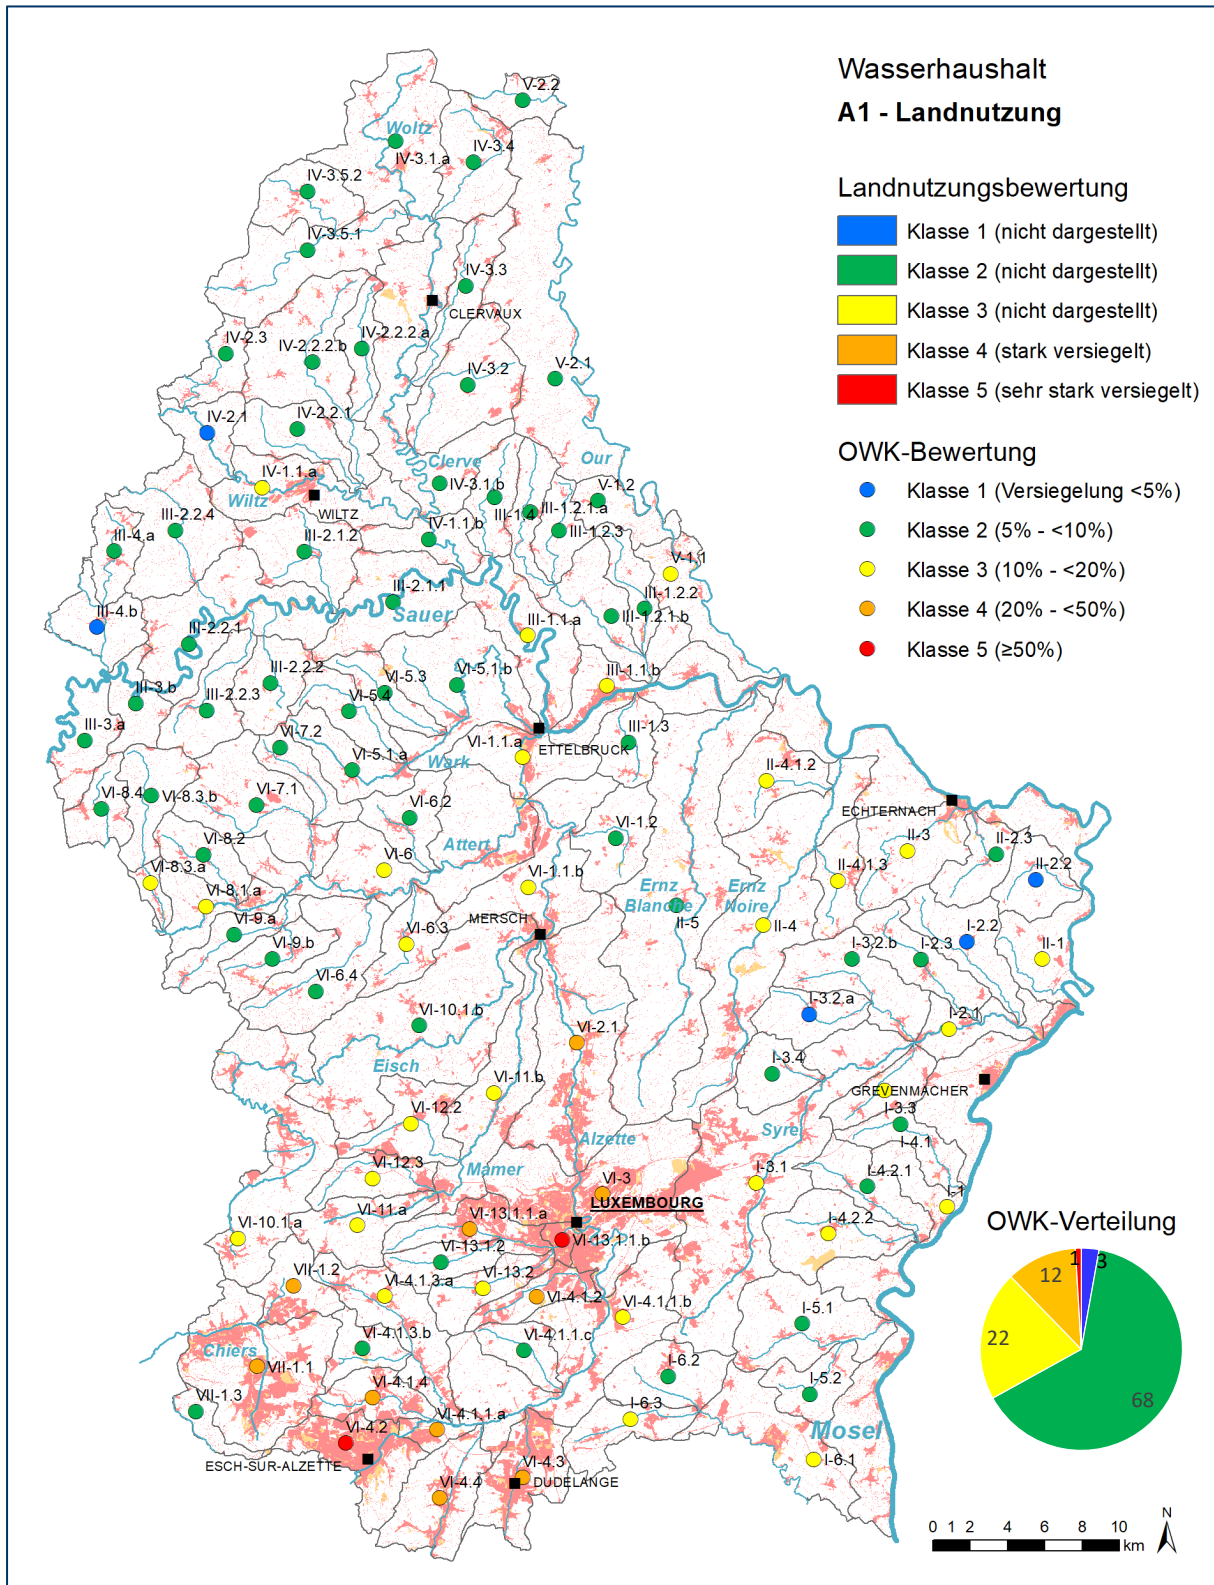 Wasserhaushalt
A1 - Landnutzung
Landnutzungsbewertung
Klasse 1 (nicht dargestellt)
Klasse 2 (nicht dargestellt)
Klasse 3 (nicht dargestellt)
Klasse 4 (stark versiegelt)
Klasse 5 (sehr stark versiegelt)
OWK-Bewertung
Klasse 1 (Versiegelung <5%)
Klasse 2 (5% - <10%)
Klasse 3 (10% - <20%)
Klasse 4 (20% - <50%)
Klasse 5 (≥50%)
V-2.2
Woltz
IV-3.1.a
IV-3.4
IV-3.5.2
IV-3.5.1
IV-3.3
CLERVAUX
IV-2.3
IV-2.2.2.b
IV-2.2.2.a
IV-3.2
V-2.1
IV-2.1
IV-2.2.1
IV-1.1.a
Wiltz
WILTZ
Clerve
IV-3.1.b
Our
V-1.2
III-1.4
III-1.2.1.a
III-1.2.3
III-2.2.4
III-4.a
III-2.1.2
IV-1.1.b
V-1.1
III-2.1.1
III-1.2.2
III-4.b
Sauer
III-1.1.a
III-1.2.1.b
III-2.2.1
III-2.2.2
VI-5.3
VI-5.1.b
III-1.1.b
III-3.b
III-2.2.3
VI-5.4
III-3.a
VI-7.2
VI-5.1.a
Wark
VI-1.1.a
ETTELBRUCK
III-1.3
II-4.1.2
VI-8.4
VI-8.3.b
VI-7.1
VI-6.2
ECHTERNACH
VI-8.2
Attert
VI-1.2
II-3
II-2.3
VI-8.3.a
VI-6
VI-1.1.b
II-4.1.3
II-2.2
VI-8.1.a
Ernz
Blanche
Ernz
Noire
VI-9.a
MERSCH
II-5
II-4
VI-9.b
VI-6.3
I-3.2.b
I-2.3
I-2.2
II-1
VI-6.4
VI-10.1.b
I-3.2.a
I-2.1
VI-2.1
Eisch
I-3.4
VI-11.b
GREVENMACHER
I-3.3
VI-12.2
Alzette
Syre
I-4.1
VI-12.3
Mamer
VI-3
I-3.1
I-4.2.1
I-1
LUXEMBOURG
VI-10.1.a
VI-11.a
VI-13.1.1.a
VI-13.1.1.b
I-4.2.2
VI-13.1.2
VII-1.2
VI-4.1.3.a
VI-13.2
VI-4.1.2
VI-4.1.1.b
I-5.1
VI-4.1.3.b
VI-4.1.1.c
Chiers
VII-1.1
I-6.2
I-5.2
VII-1.3
VI-4.1.4
VI-4.1.1.a
I-6.3
VI-4.2
Mosel
ESCH-SUR-ALZETTE
VI-4.3
I-6.1
VI-4.4
DUDELANGE
OWK-Verteilung
1
3
12
22
68
N
0 1 2 4 6 8 10
km